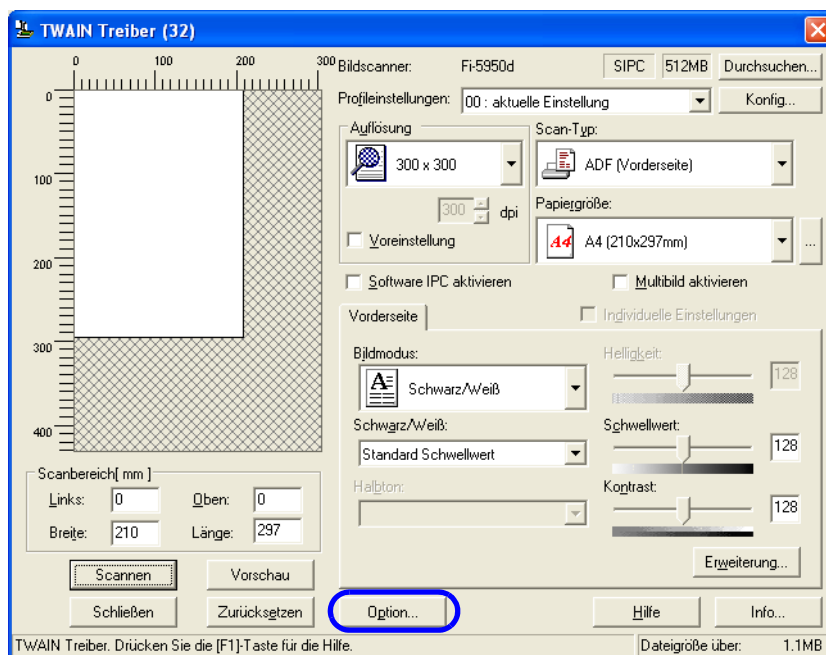 TWAIN Treiber (32)
0 100 200 300
0
100
200
300
400
Bildscanner: Fi-5950d SIPC 512MB Durchsuchen...
Profileinstellungen: 00 : aktuelle Einstellung Konfig...
Auflösung
300 x 300
300 dpi
Voreinstellung
Scan-Typ:
ADF (Vorderseite)
Papiergröße:
A4 A4 (210x297mm) ...
Software IPC aktivieren Multibild aktivieren
Vorderseite Individuelle Einstellungen
Bildmodus:
A Schwarz/Weiß
Schwarz/Weiß:
Standard Schwellwert
Halbton:
Helligkeit:
128
Schwellwert:
128
Kontrast:
128
Erweiterung...
Scanbereich[ mm ]
Links: 0 Oben: 0
Breite: 210 Länge: 297
Scannen Vorschau
Schließen Zurücksetzen Option... Hilfe Info...
TWAIN Treiber. Drücken Sie die [F1]-Taste für die Hilfe. Dateigröße über: 1.1MB